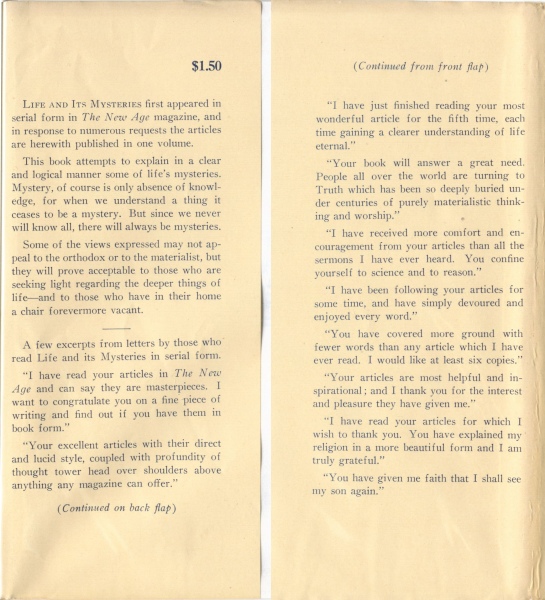 $1.50
LIFE AND ITS MYSTERIES first appeared in
serial form in The New Age magazine, and
in response to numerous requests the articles
are herewith published in one volume.
This book attempts to explain in a clear
and logical manner some of life's mysteries.
Mystery, of course is only absence of knowl-
edge, for when we understand a thing it
ceases to be a mystery. But since we never
will know all, there will always be mysteries.
Some of the views expressed may not ap-
peal to the orthodox or to the materialist, but
they will prove acceptable to those who are
seeking light regarding the deeper things of
life—and to those who have in their home
a chair forevermore vacant.
A few excerpts from letters by those who
read Life and its Mysteries in serial form.
"I have read your articles in The New
Age and can say they are masterpieces. I
want to congratulate you on a fine piece of
writing and find out if you have them in
book form."
"Your excellent articles with their direct
and lucid style, coupled with profundity of
thought tower head over shoulders above
anything any magazine can offer."
(Continued on back flap)
(Continued from front flap)
"I have just finished reading your most
wonderful article for the fifth time, each
time gaining a clearer understanding of life
eternal."
"Your book will answer a great need.
People all over the world are turning to
Truth which has been so deeply buried un-
der centuries of purely materialistic think-
ing and worship."
"I have received more comfort and en-
couragement from your articles than all the
sermons I have ever heard. You confine
yourself to science and to reason."
"I have been following your articles for
some time, and have simply devoured and
enjoyed every word."
"You have covered more ground with
fewer words than any article which I have
ever read. I would like at least six copies."
"Your articles are most helpful and in-
spirational; and I thank you for the interest
and pleasure they have given me."
"I have read your articles for which I
wish to thank you. You have explained my
religion in a more beautiful form and I am
truly grateful."
"You have given me faith that I shall see
my son again."